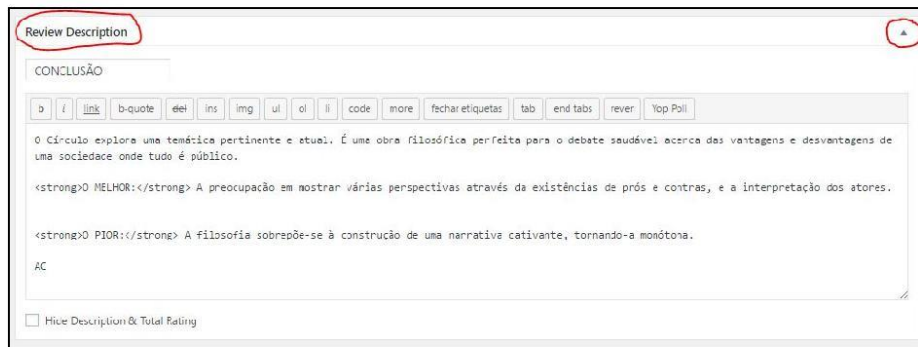 Review Description
CONCLUSÃO
b i link b-quote del ins img ul ol li code more fechar etiquetas tab end tabs rever Yop Poll
O Círculo explora uma temática pertinente e atual. É uma obra filosófica perfeita para o debate saudável acerca das vantagens e desvantagens de
uma sociedade onde tudo é público.
<strong>O MELHOR:</strong> A preocupação em mostrar várias perspectivas através da existências de prós e contras, e a interpretação dos atores.
<strong>O PIOR:</strong> A filosofia sobrepõe-se à construção de uma narrativa cativante, tornando-a monótona.
AC
Hide Description & Total Rating